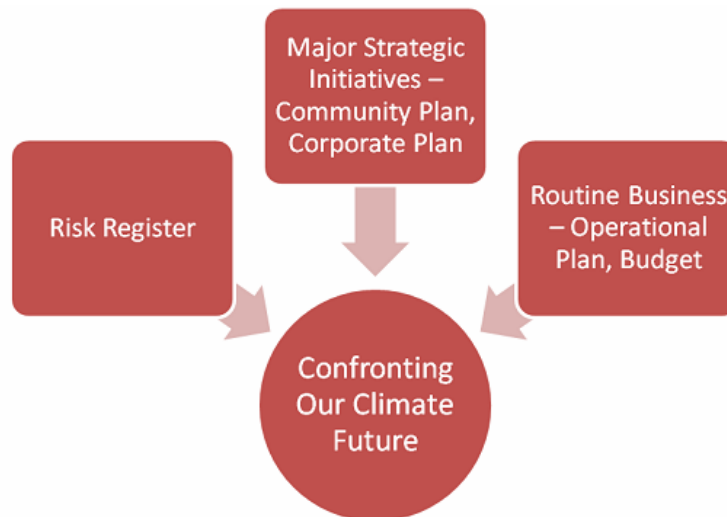 Major Strategic
Initiatives –
Community Plan,
Corporate Plan
Risk Register
Routine Business
– Operational
Plan, Budget
Confronting
Our Climate
Future